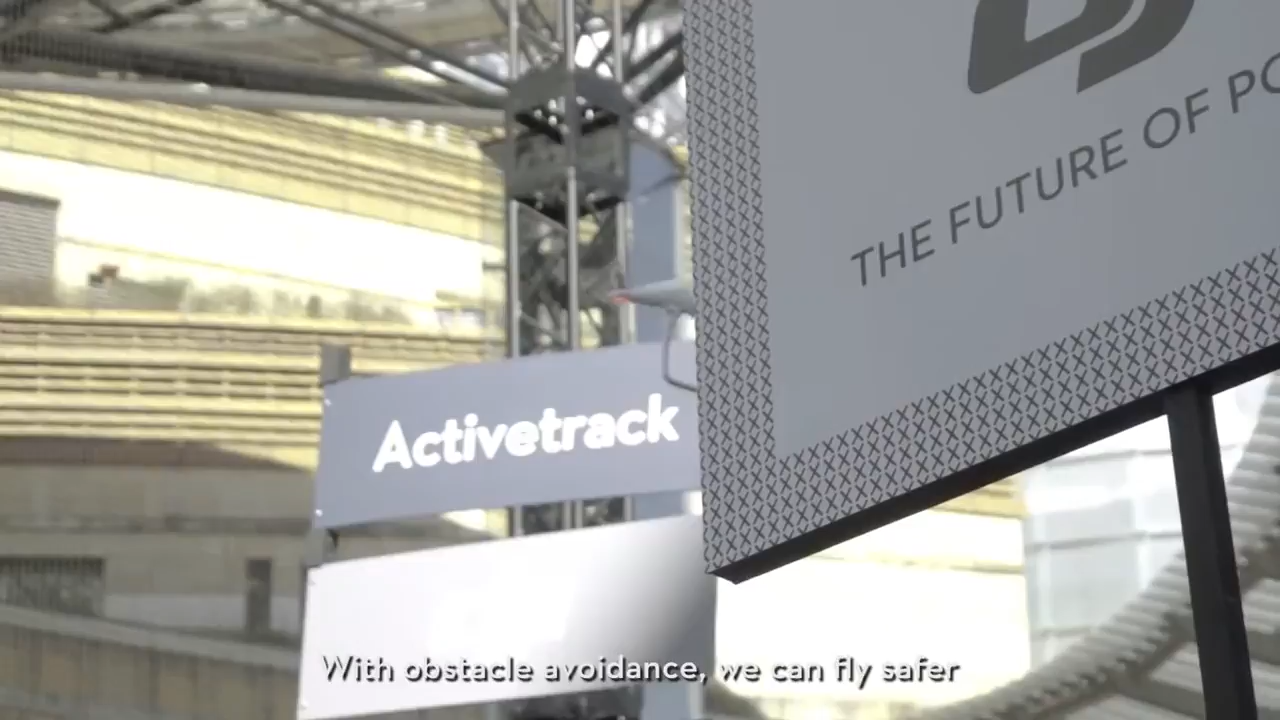 THE FUTURE OF PO
Activetrack
With obstacle avoidance, we can fly safer